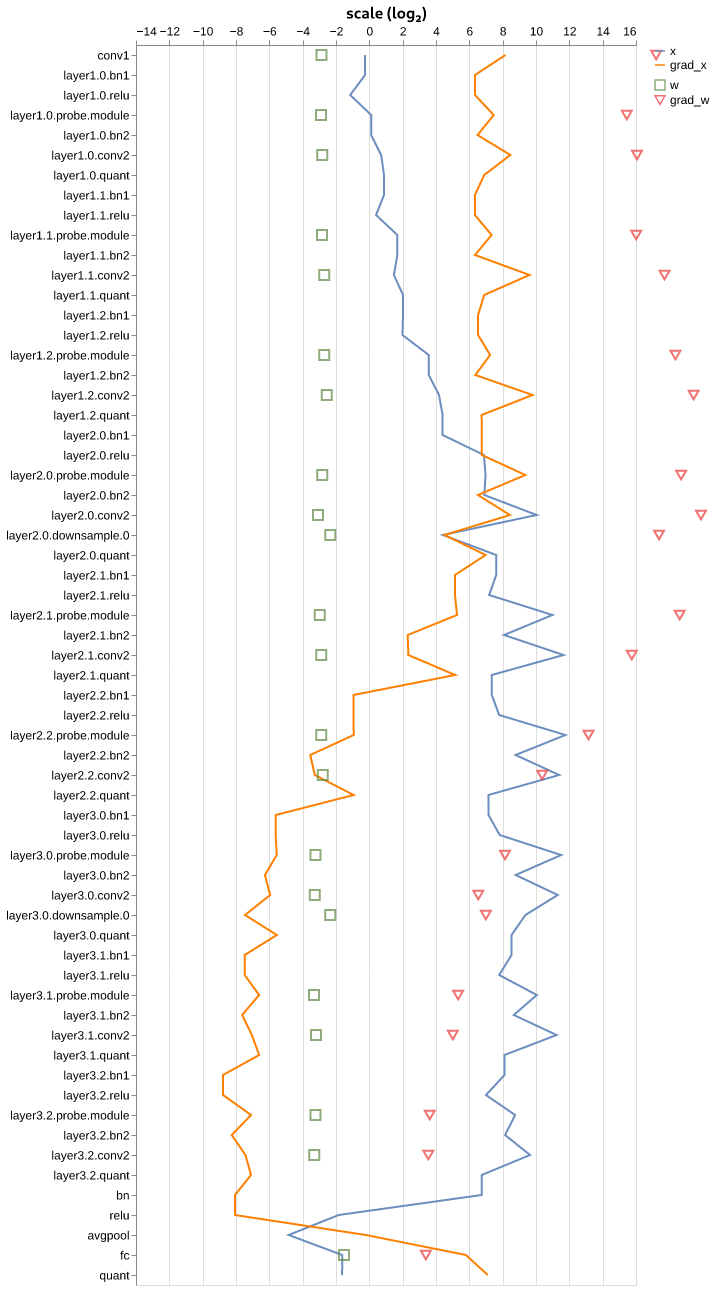 scale (log₂)
−14 −12 −10 −8 −6 −4 −2 0 2 4 6 8 10 12 14 16
x
grad_x
w
grad_w
conv1
layer1.0.bn1
layer1.0.relu
layer1.0.probe.module
layer1.0.bn2
layer1.0.conv2
layer1.0.quant
layer1.1.bn1
layer1.1.relu
layer1.1.probe.module
layer1.1.bn2
layer1.1.conv2
layer1.1.quant
layer1.2.bn1
layer1.2.relu
layer1.2.probe.module
layer1.2.bn2
layer1.2.conv2
layer1.2.quant
layer2.0.bn1
layer2.0.relu
layer2.0.probe.module
layer2.0.bn2
layer2.0.conv2
layer2.0.downsample.0
layer2.0.quant
layer2.1.bn1
layer2.1.relu
layer2.1.probe.module
layer2.1.bn2
layer2.1.conv2
layer2.1.quant
layer2.2.bn1
layer2.2.relu
layer2.2.probe.module
layer2.2.bn2
layer2.2.conv2
layer2.2.quant
layer3.0.bn1
layer3.0.relu
layer3.0.probe.module
layer3.0.bn2
layer3.0.conv2
layer3.0.downsample.0
layer3.0.quant
layer3.1.bn1
layer3.1.relu
layer3.1.probe.module
layer3.1.bn2
layer3.1.conv2
layer3.1.quant
layer3.2.bn1
layer3.2.relu
layer3.2.probe.module
layer3.2.bn2
layer3.2.conv2
layer3.2.quant
bn
relu
avgpool
fc
quant